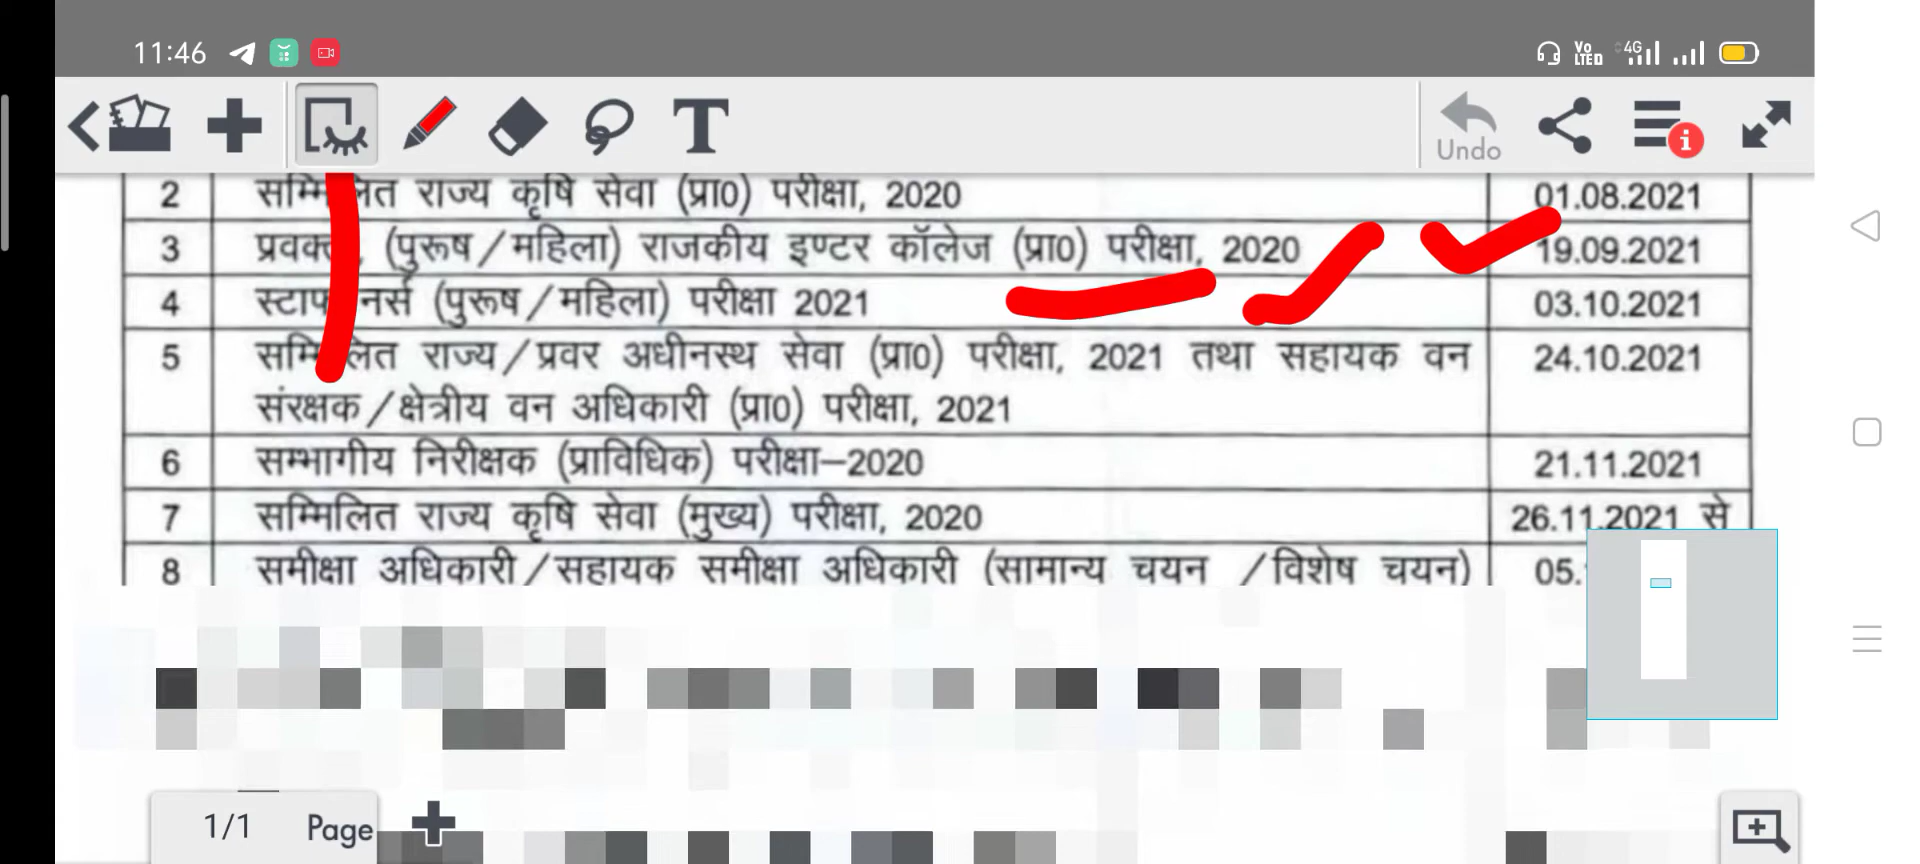 11:46
Vo LTED 4G
T
Undo
2 सम्मिलित राज्य कृषि सेवा (प्रा0) परीक्षा, 2020 01.08.2021
3 (पुरूष/महिला) राजकीय इण्टर कॉलेज (प्रा0) परीक्षा, 2020 19.09.2021
4 स्टाफ नर्स (पुरूष/महिला) परीक्षा 2021 03.10.2021
5 सम्मिलित राज्य/प्रवर अधीनस्थ सेवा (प्रा0) परीक्षा, 2021 तथा सहायक वन 24.10.2021
संरक्षक/क्षेत्रीय वन अधिकारी (प्रा0) परीक्षा, 2021
6 सम्भागीय निरीक्षक (प्राविधिक) परीक्षा–2020 21.11.2021
7 सम्मिलित राज्य कृषि सेवा (मुख्य) परीक्षा, 2020 26.11.2021 से
8 समीक्षा अधिकारी/सहायक समीक्षा अधिकारी (सामान्य चयन /विशेष चयन) 05.
1/1 Page